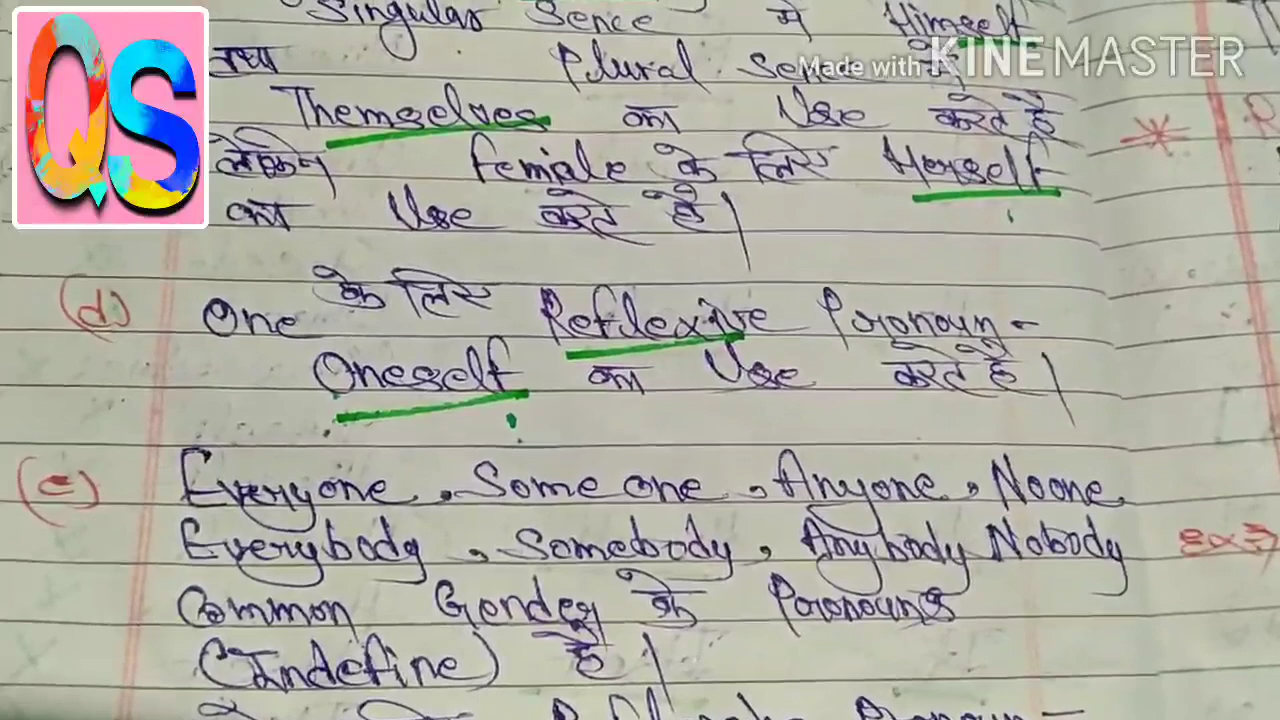 QS
Singular Sence मे Himself
Made with KINEMASTER
तथा Plural Sence में
Themselves का Use करते है
लेकिन female के लिए Herself
का Use करते है।
(d) One के लिए Reflexive Pronoun-
Oneself का Use करते है।
(e) Everyone, Some one, Anyone, Noone,
Everybody, Somebody, Anybody Nobody
Common Gender के Pronouns
(Indefine) है।
Pronoun-